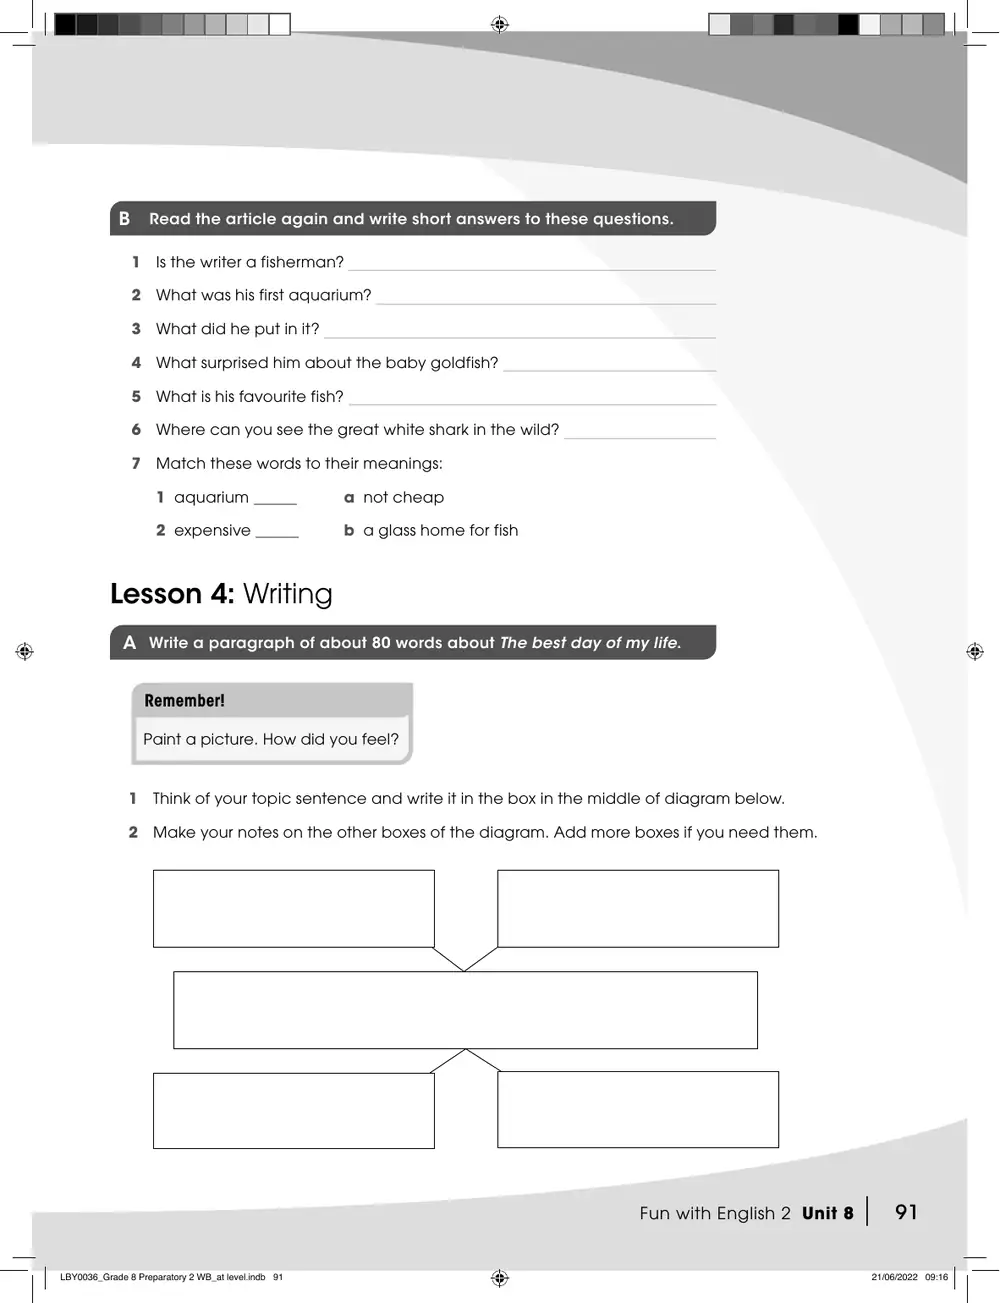 B Read the article again and write short answers to these questions.
1 Is the writer a fisherman?
2 What was his first aquarium?
3 What did he put in it?
4 What surprised him about the baby goldfish?
5 What is his favourite fish?
6 Where can you see the great white shark in the wild?
7 Match these words to their meanings:
1 aquarium _____ a not cheap
2 expensive _____ b a glass home for fish
Lesson 4: Writing
A Write a paragraph of about 80 words about The best day of my life.
Remember!
Paint a picture. How did you feel?
1 Think of your topic sentence and write it in the box in the middle of diagram below.
2 Make your notes on the other boxes of the diagram. Add more boxes if you need them.
Fun with English 2 Unit 8 91
LBY0036_Grade 8 Preparatory 2 WB_at level.indb 91 21/06/2022 09:16